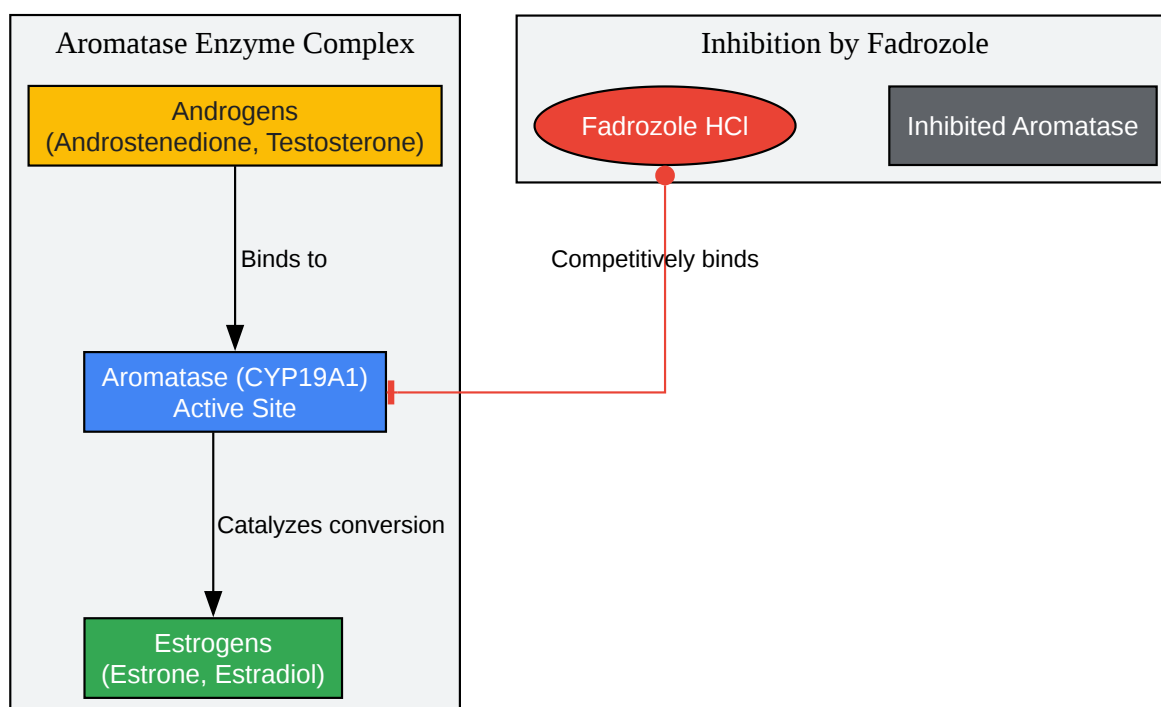 Aromatase Enzyme Complex
Androgens
(Androstenedione, Testosterone)
Binds to
Aromatase (CYP19A1)
Active Site
Catalyzes conversion
Estrogens
(Estrone, Estradiol)
Inhibition by Fadrozole
Fadrozole HCl
Inhibited Aromatase
Competitively binds